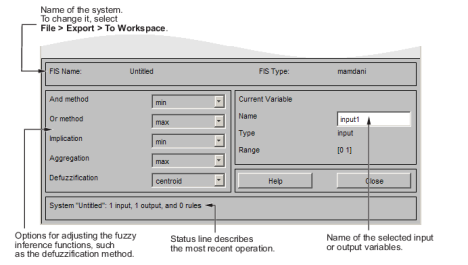 Name of the system.
To change it, select
File > Export > To Workspace.
FIS Name: Untitled FIS Type: mamdani
And method min
Or method max
Implication min
Aggregation max
Defuzzification centroid
Current Variable
Name input1
Type input
Range [0 1]
Help Close
System "Untitled": 1 input, 1 output, and 0 rules
Options for adjusting the fuzzy
inference functions, such
as the defuzzification method.
Status line describes
the most recent operation.
Name of the selected input
or output variables.